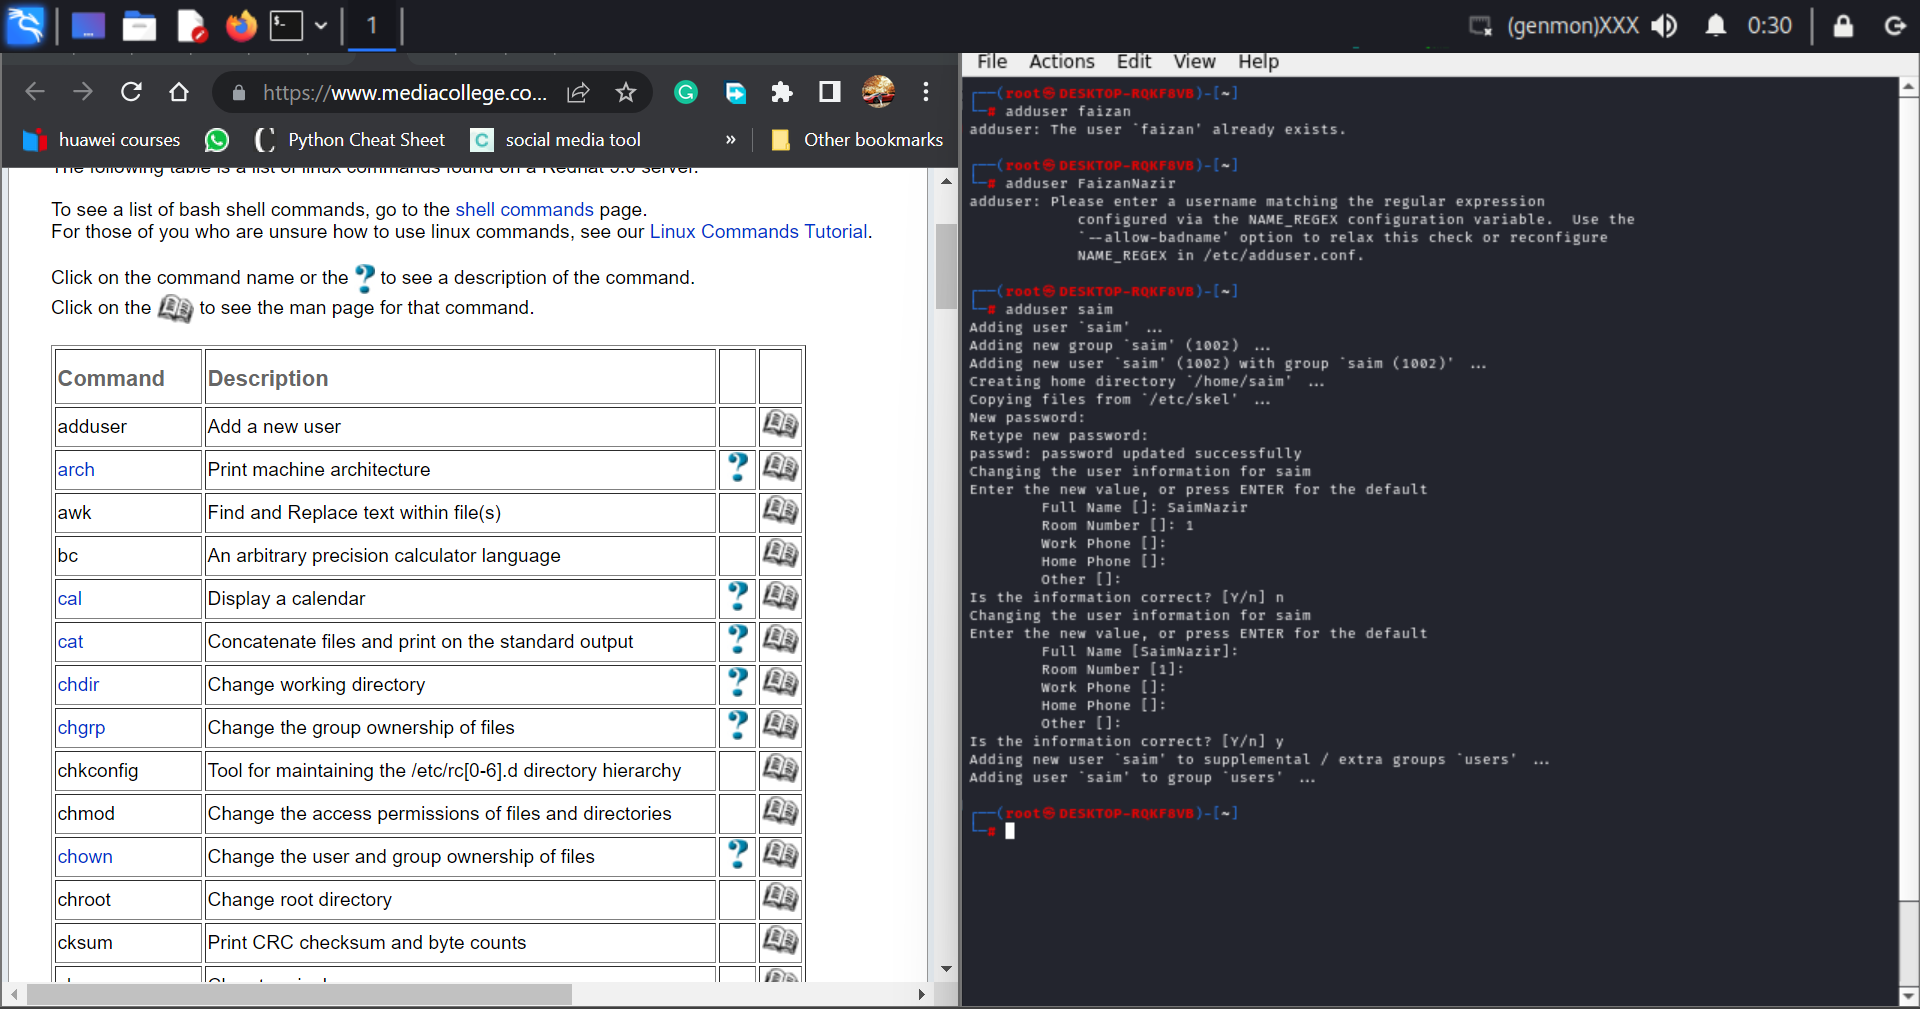 1
(genmon)XXX
0:30
https://www.mediacollege.co...
huawei courses
Python Cheat Sheet
social media tool
»
Other bookmarks
The following table is a list of linux commands found on a Redhat 9.0 server.
To see a list of bash shell commands, go to the shell commands page.
For those of you who are unsure how to use linux commands, see our Linux Commands Tutorial.
Click on the command name or the ? to see a description of the command.
Click on the to see the man page for that command.
Command Description
adduser Add a new user
arch Print machine architecture ?
awk Find and Replace text within file(s)
bc An arbitrary precision calculator language
cal Display a calendar ?
cat Concatenate files and print on the standard output ?
chdir Change working directory ?
chgrp Change the group ownership of files ?
chkconfig Tool for maintaining the /etc/rc[0-6].d directory hierarchy
chmod Change the access permissions of files and directories
chown Change the user and group ownership of files ?
chroot Change root directory
cksum Print CRC checksum and byte counts
File Actions Edit View Help
┌──(root㉿DESKTOP-RQKF8VB)-[~]
└─# adduser faizan
adduser: The user `faizan' already exists.
┌──(root㉿DESKTOP-RQKF8VB)-[~]
└─# adduser FaizanNazir
adduser: Please enter a username matching the regular expression
configured via the NAME_REGEX configuration variable. Use the
`--allow-badname' option to relax this check or reconfigure
NAME_REGEX in /etc/adduser.conf.
┌──(root㉿DESKTOP-RQKF8VB)-[~]
└─# adduser saim
Adding user `saim' ...
Adding new group `saim' (1002) ...
Adding new user `saim' (1002) with group `saim (1002)' ...
Creating home directory `/home/saim' ...
Copying files from `/etc/skel' ...
New password:
Retype new password:
passwd: password updated successfully
Changing the user information for saim
Enter the new value, or press ENTER for the default
Full Name []: SaimNazir
Room Number []: 1
Work Phone []:
Home Phone []:
Other []:
Is the information correct? [Y/n] n
Changing the user information for saim
Enter the new value, or press ENTER for the default
Full Name [SaimNazir]:
Room Number [1]:
Work Phone []:
Home Phone []:
Other []:
Is the information correct? [Y/n] y
Adding new user `saim' to supplemental / extra groups `users' ...
Adding user `saim' to group `users' ...
┌──(root㉿DESKTOP-RQKF8VB)-[~]
└─#